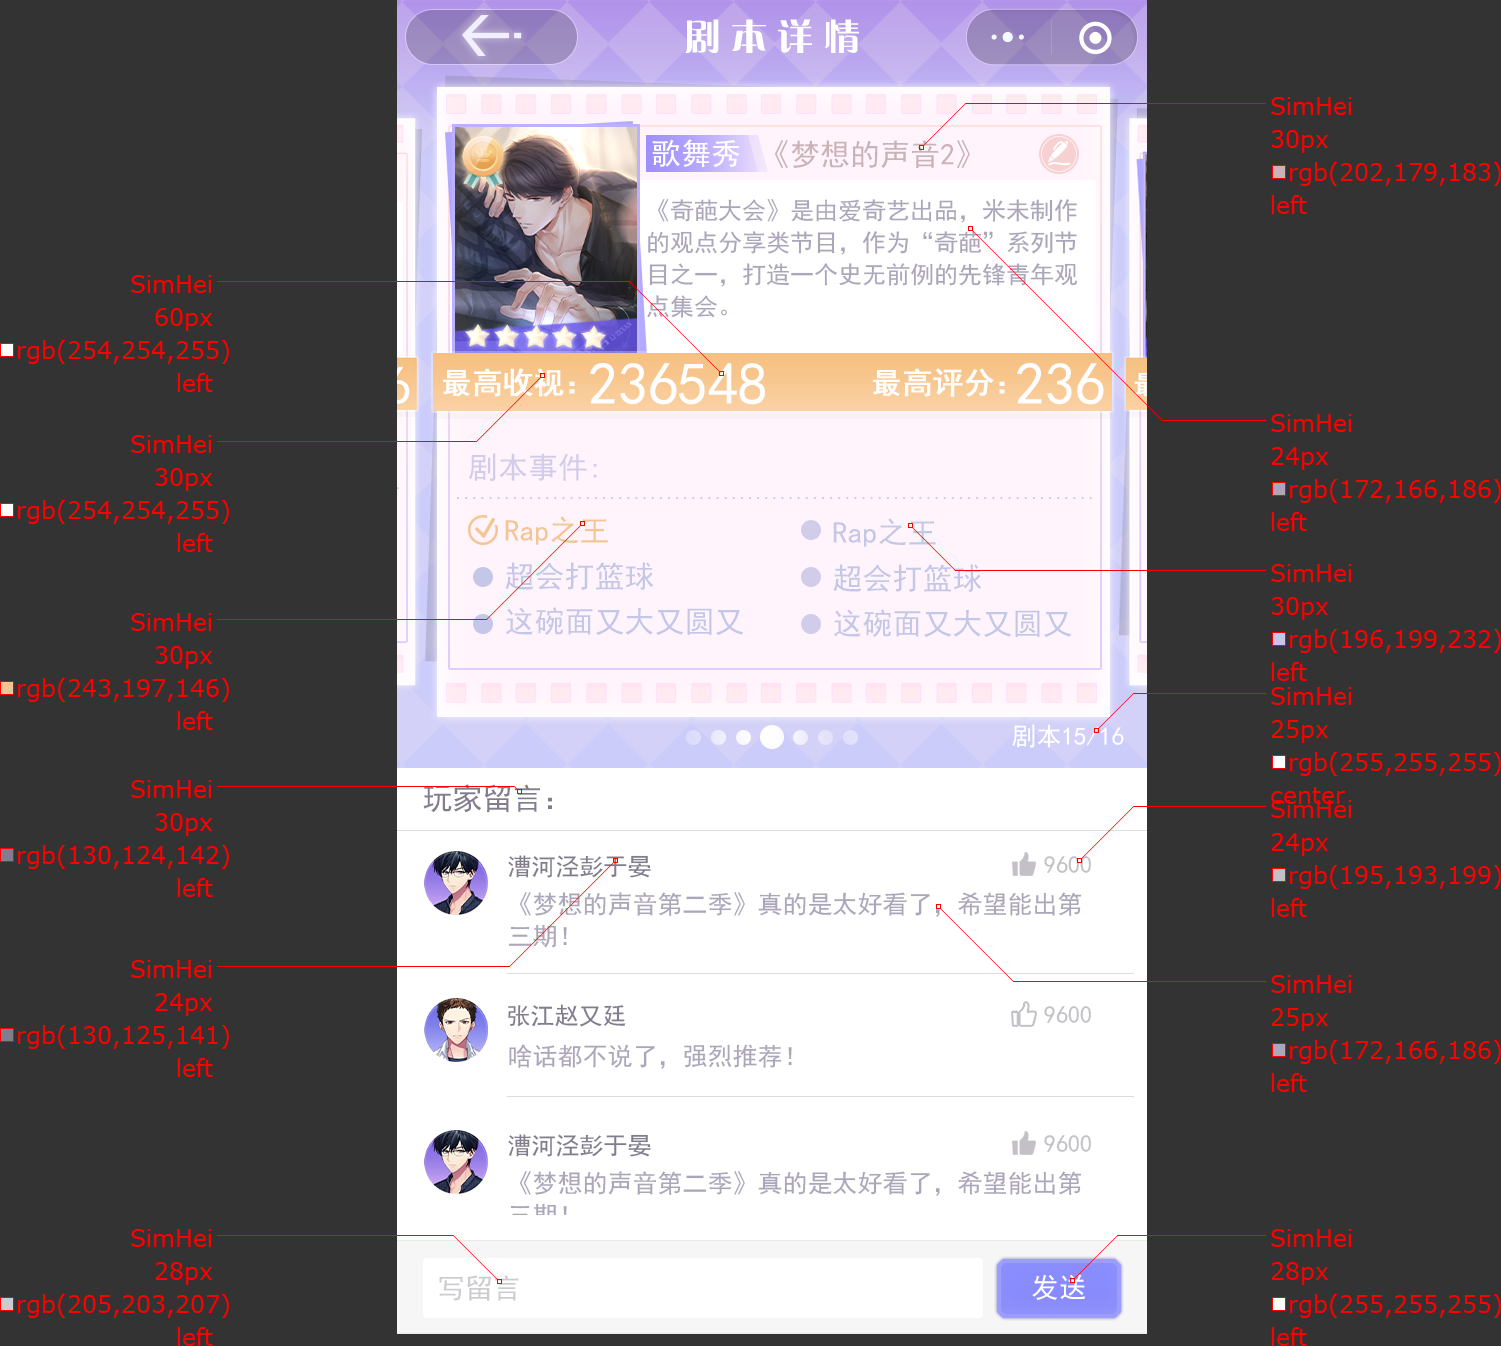 剧本详情
歌舞秀
《梦想的声音2》
《奇葩大会》是由爱奇艺出品，米未制作
的观点分享类节目，作为“奇葩”系列节
目之一，打造一个史无前例的先锋青年观
点集会。
6
最高收视：236548
最高评分：236
剧本事件：
Rap之王
Rap之王
超会打篮球
超会打篮球
这碗面又大又圆又
这碗面又大又圆又
剧本15/16
玩家留言：
漕河泾彭于晏
9600
《梦想的声音第二季》真的是太好看了，希望能出第
三期！
张江赵又廷
9600
啥话都不说了，强烈推荐！
漕河泾彭于晏
9600
《梦想的声音第二季》真的是太好看了，希望能出第
三期！
写留言
发送
SimHei
60px
rgb(254,254,255)
left
SimHei
30px
rgb(254,254,255)
left
SimHei
30px
rgb(243,197,146)
left
SimHei
30px
rgb(130,124,142)
left
SimHei
24px
rgb(130,125,141)
left
SimHei
28px
rgb(205,203,207)
left
SimHei
30px
rgb(202,179,183)
left
SimHei
24px
rgb(172,166,186)
left
SimHei
30px
rgb(196,199,232)
left
SimHei
25px
rgb(255,255,255)
center
SimHei
24px
rgb(195,193,199)
left
SimHei
25px
rgb(172,166,186)
left
SimHei
28px
rgb(255,255,255)
left